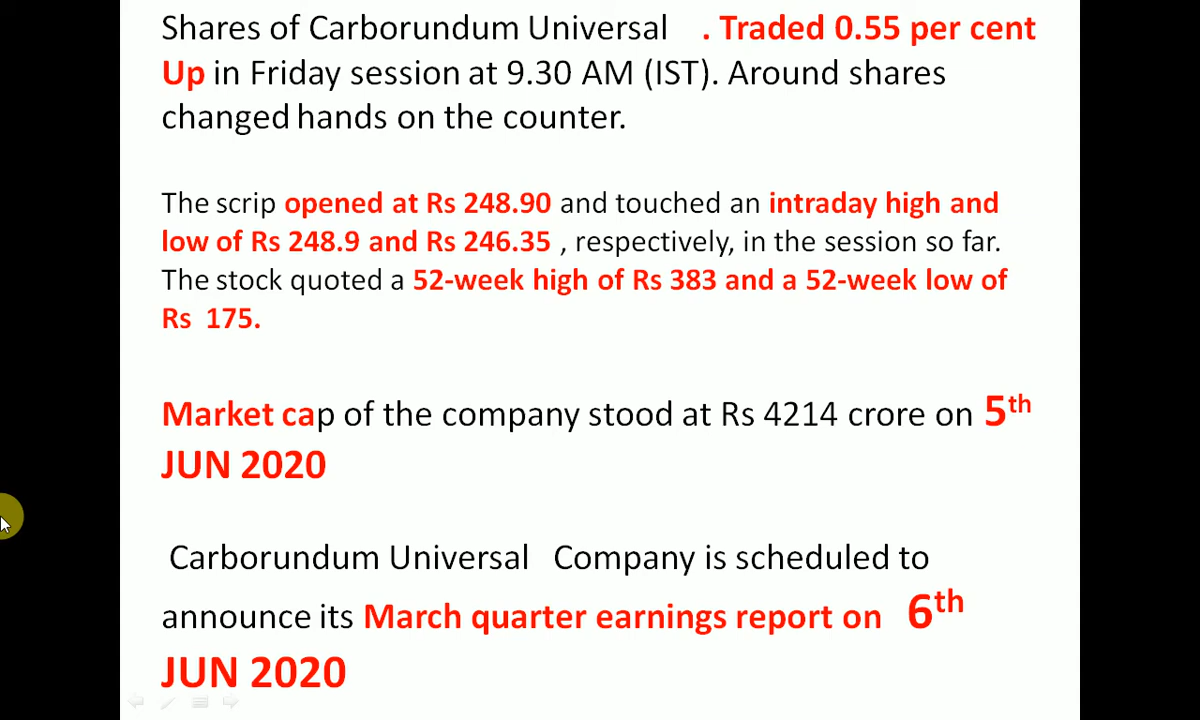 Shares of Carborundum Universal . Traded 0.55 per cent
Up in Friday session at 9.30 AM (IST). Around shares
changed hands on the counter.
The scrip opened at Rs 248.90 and touched an intraday high and
low of Rs 248.9 and Rs 246.35 , respectively, in the session so far.
The stock quoted a 52-week high of Rs 383 and a 52-week low of
Rs 175.
Market cap of the company stood at Rs 4214 crore on 5th
JUN 2020
Carborundum Universal Company is scheduled to
announce its March quarter earnings report on 6th
JUN 2020